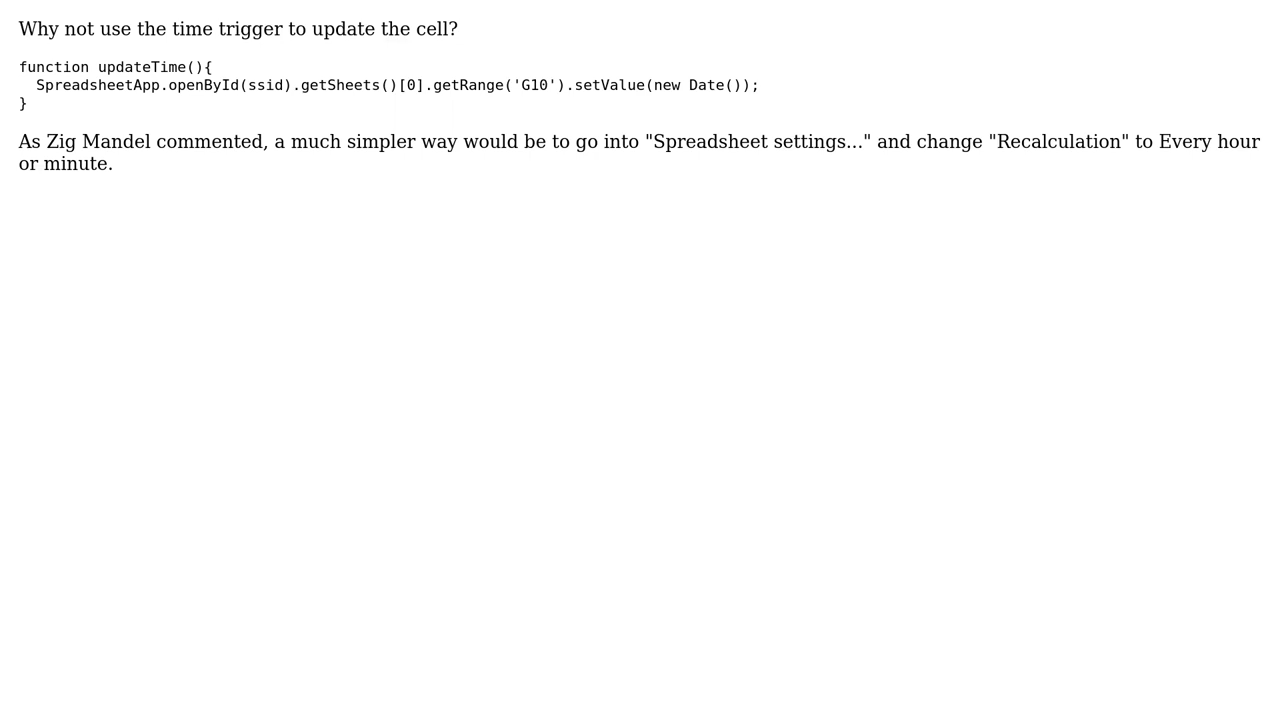 Why not use the time trigger to update the cell?
function updateTime(){
  SpreadsheetApp.openById(ssid).getSheets()[0].getRange('G10').setValue(new Date());
}
As Zig Mandel commented, a much simpler way would be to go into "Spreadsheet settings..." and change "Recalculation" to Every hour
or minute.